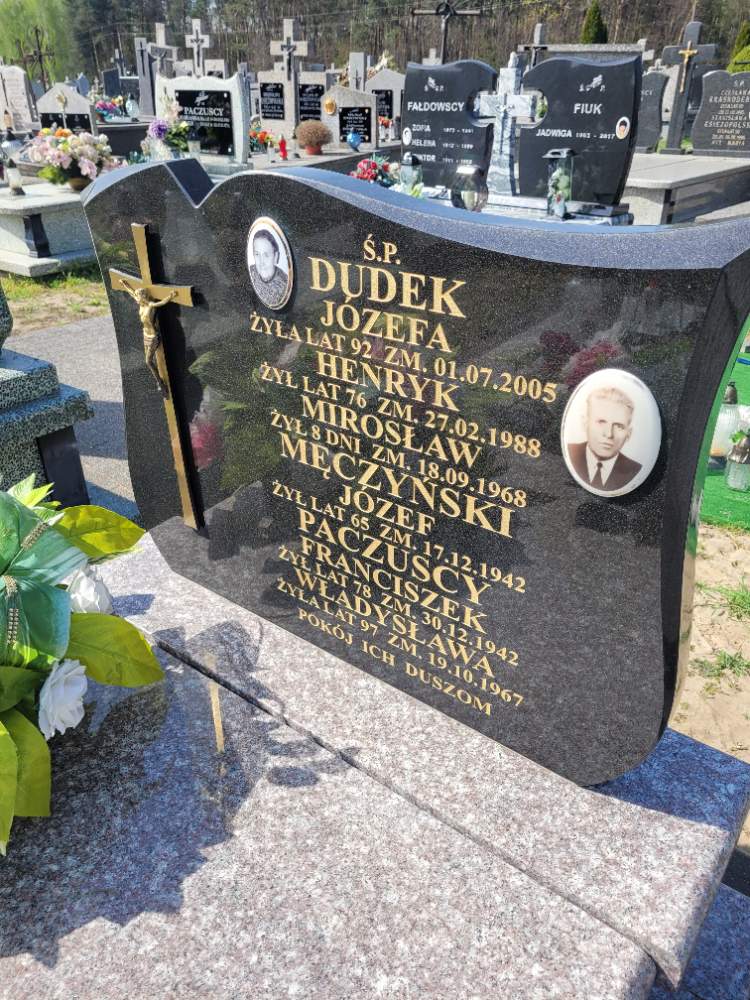 PACZUSCY
FAŁDOWSCY
ZOFIA
HELENA
FIUK
JADWIGA
Ś.P.
DUDEK
JÓZEFA
ŻYŁA LAT 92 ZM. 01.07.2005
HENRYK
ŻYŁ LAT 76 ZM. 27.02.1988
MIROSŁAW
ŻYŁ 8 DNI ZM. 18.09.1968
MĘCZYŃSKI
JÓZEF
ŻYŁ LAT 65 ZM. 17.12.1942
PACZUSCY
FRANCISZEK
ŻYŁ LAT 78 ZM. 30.12.1942
WŁADYSŁAWA
ŻYŁA LAT 97 ZM. 19.10.1967
POKÓJ ICH DUSZOM